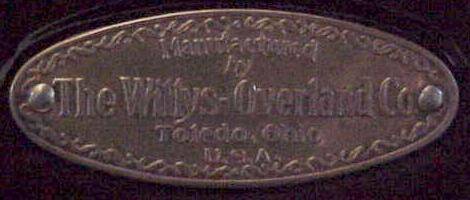 Manufactured
by
The Willys-Overland Co
Toledo, Ohio
U.S.A.